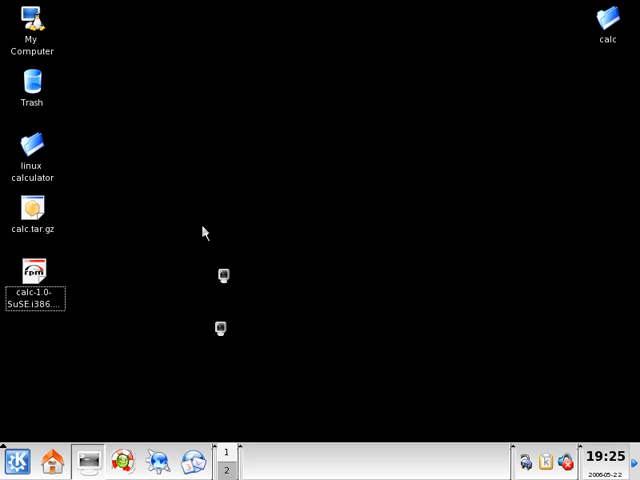 My
Computer
calc
Trash
linux
calculator
calc.tar.gz
rpm
calc-1.0-
SuSE.i386....
1
2
K
19:25
2006-05-22